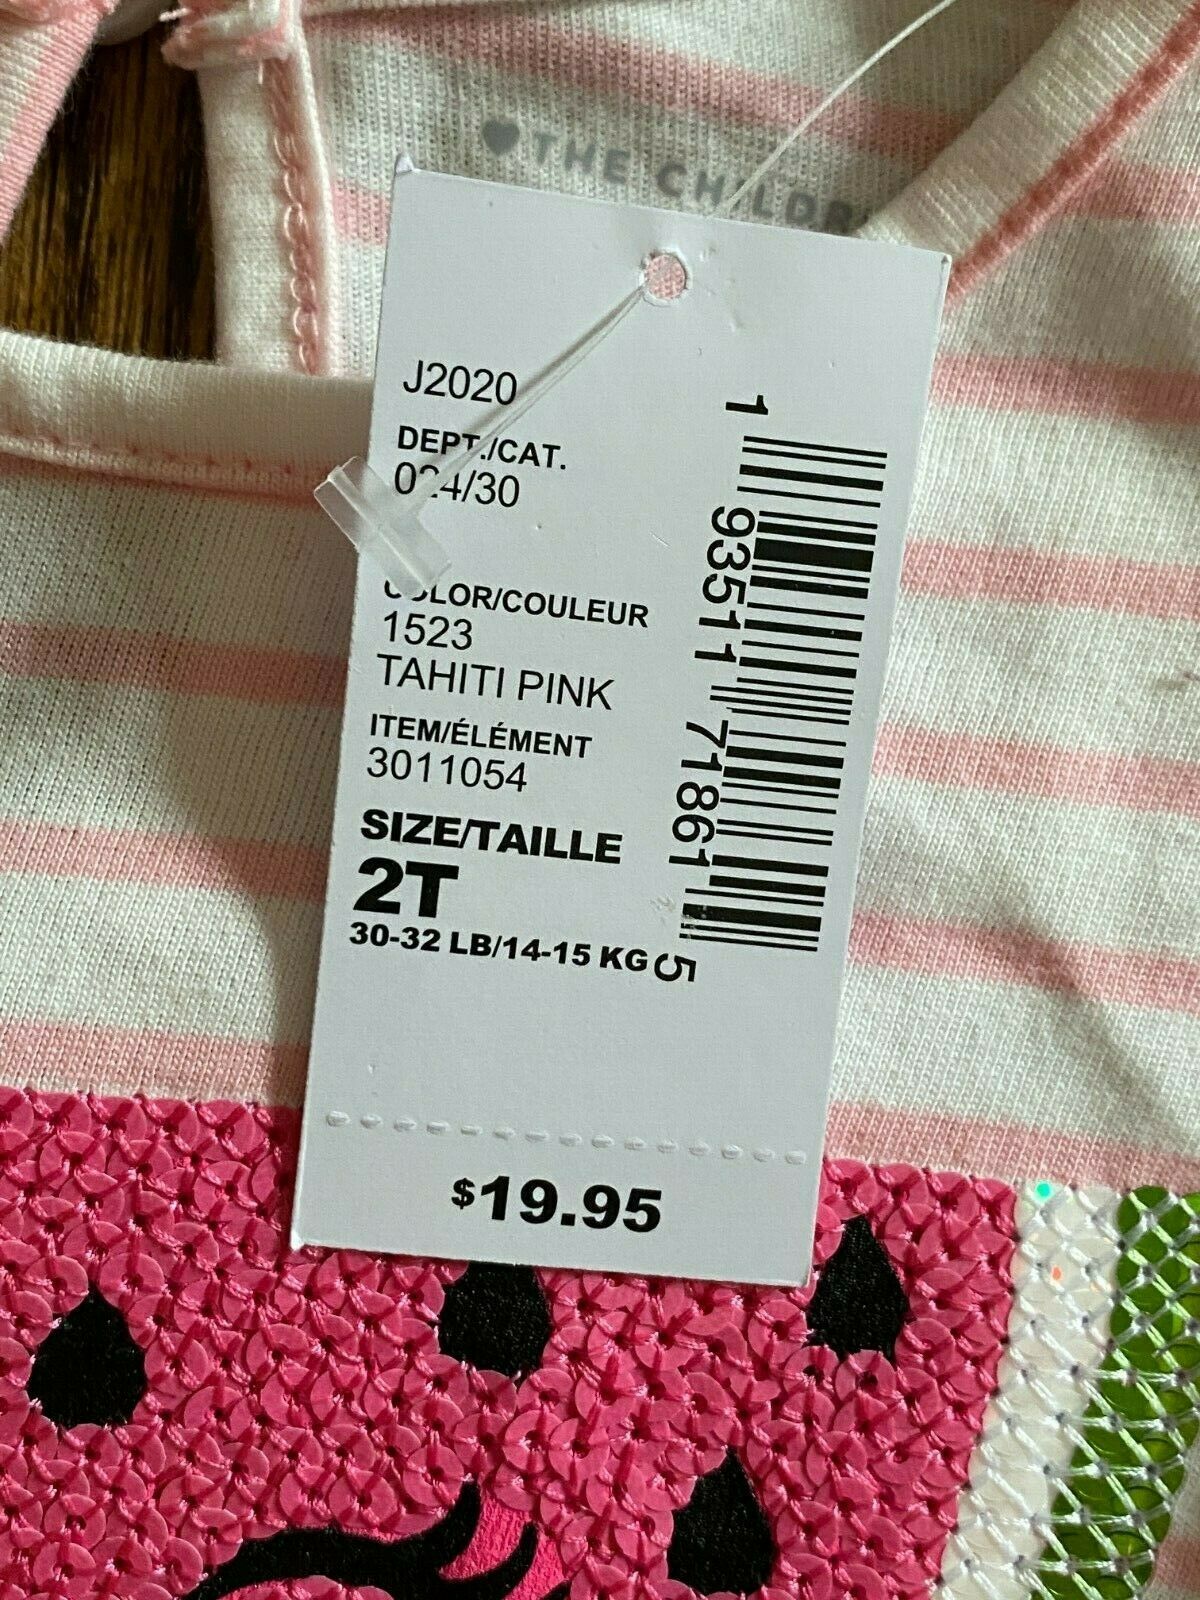 THE
J2020
DEPT./CAT.
024/30
COLOR/COULEUR
1523
TAHITI PINK
ITEM/ÉLÉMENT
3011054
SIZE/TAILLE
2T
30-32 LB/14-15 KG
1 93511 71861 5
$19.95